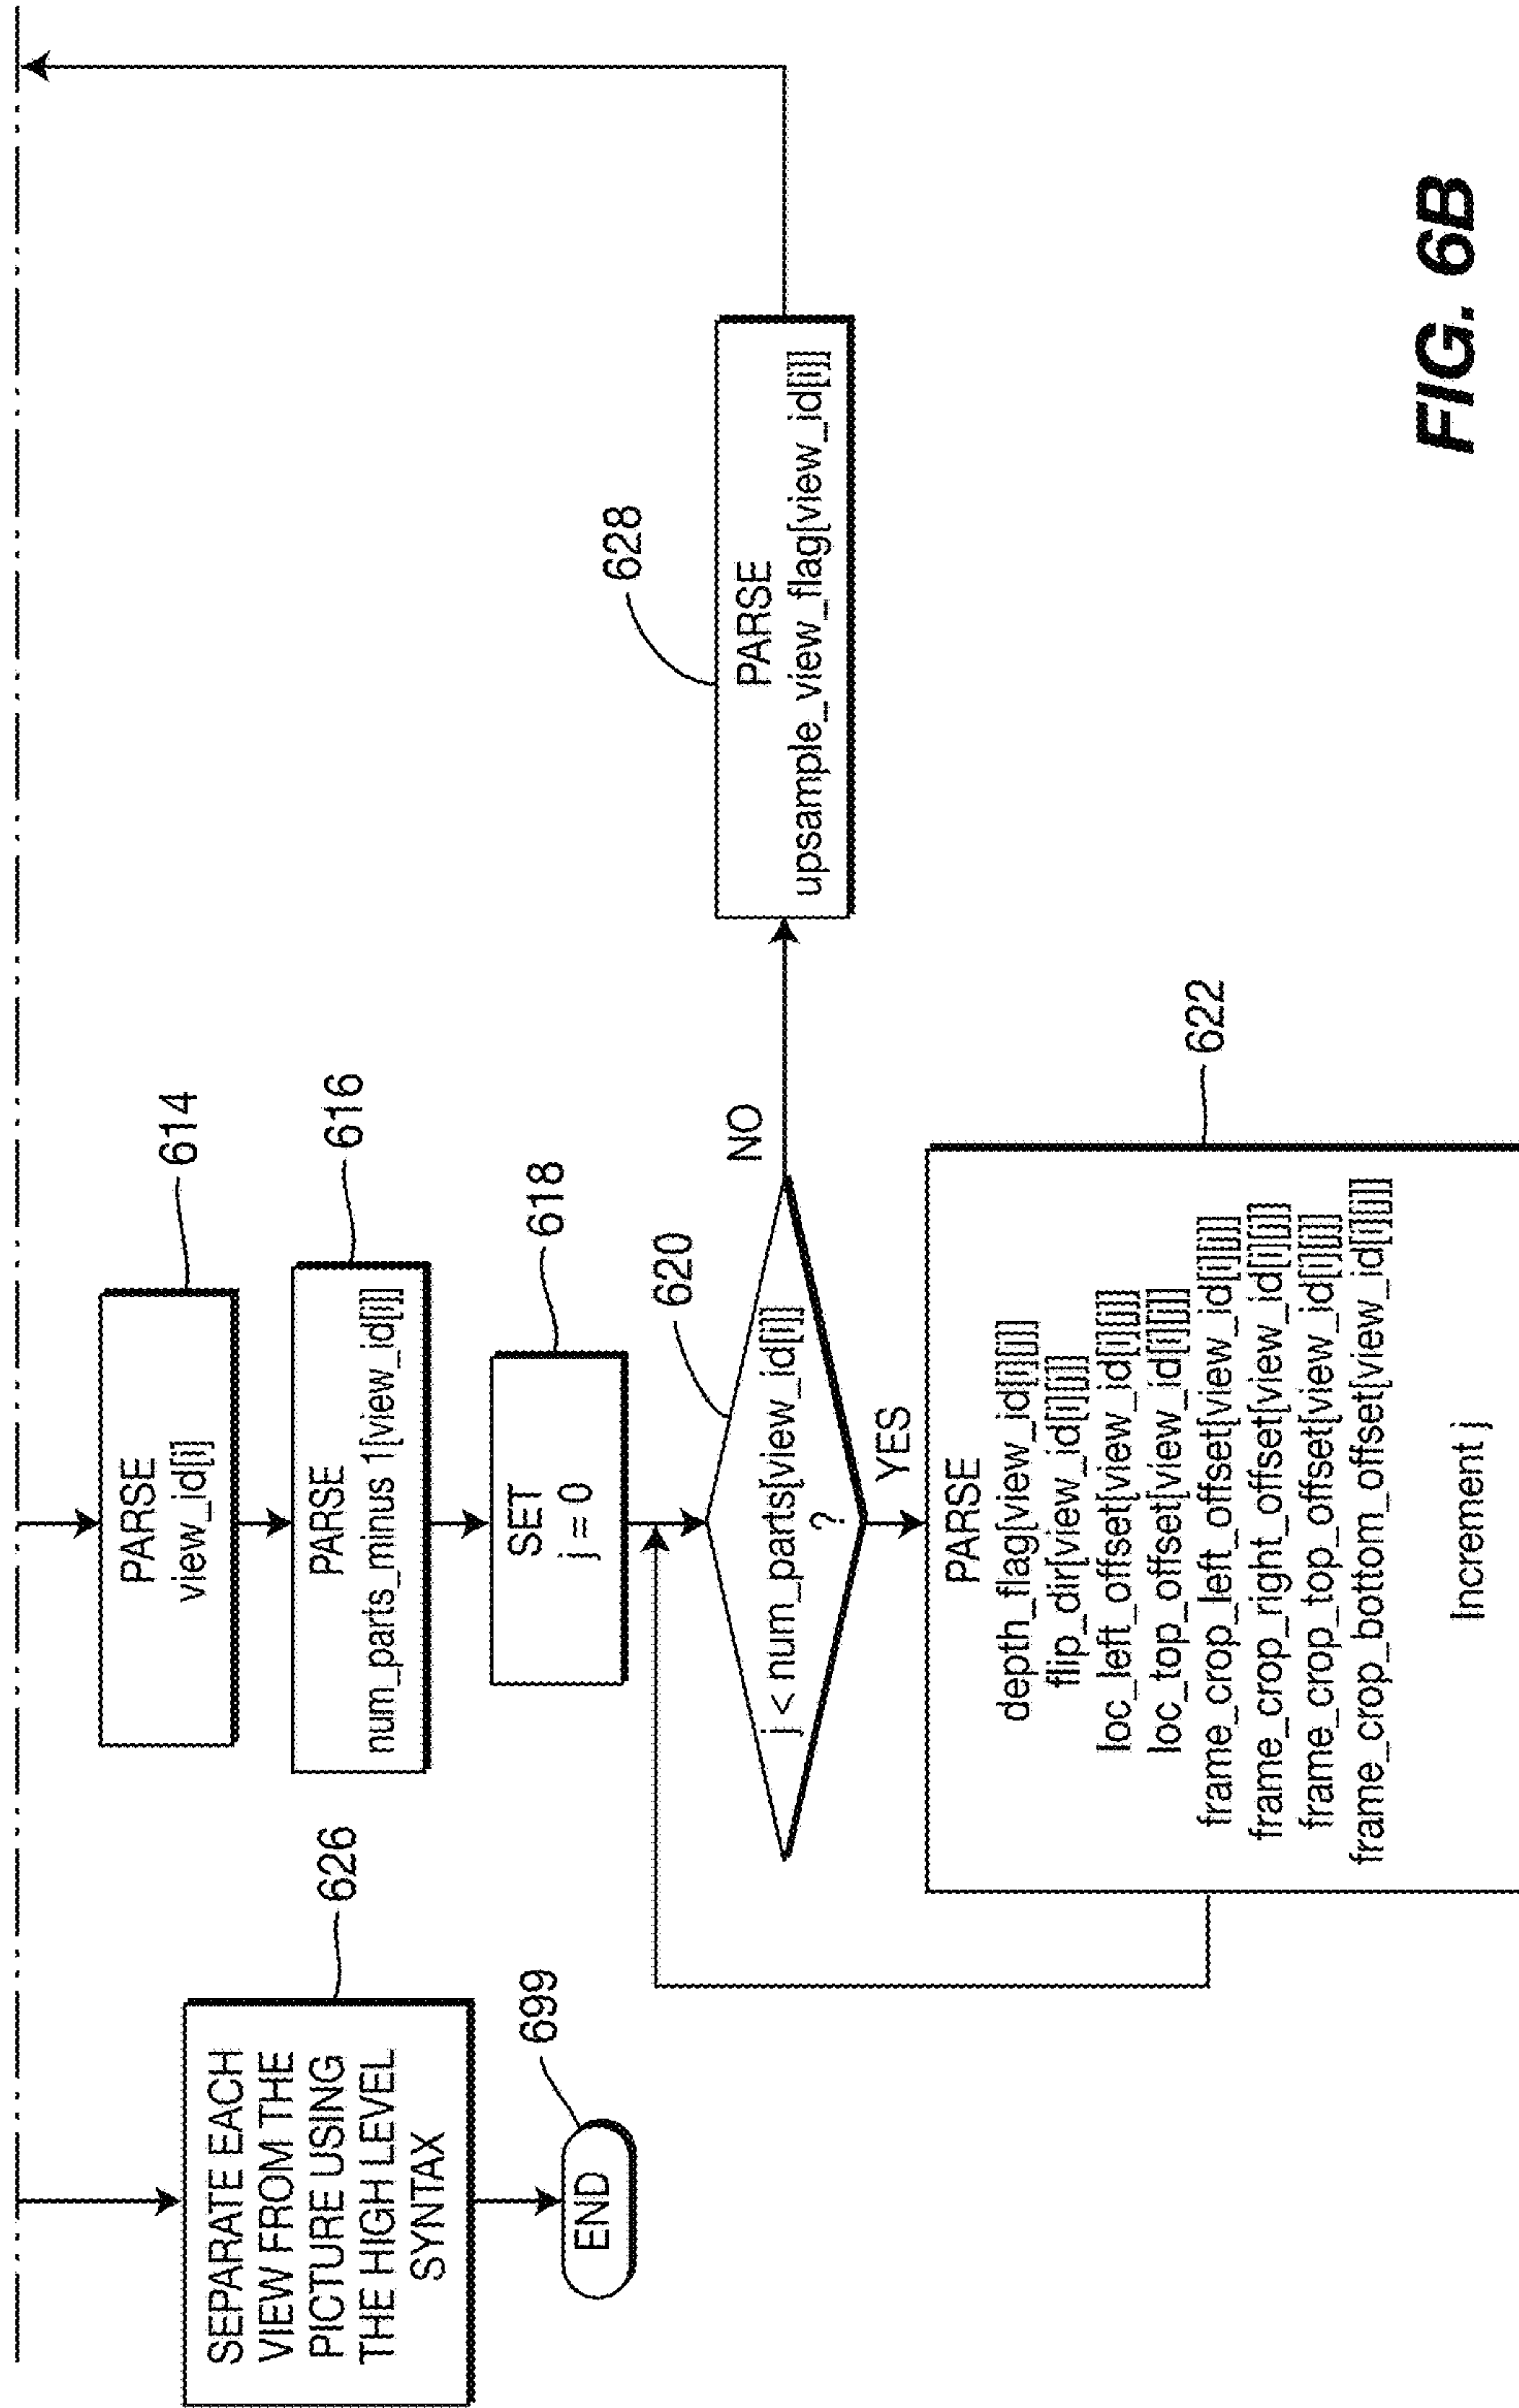 SEPARATE EACH
VIEW FROM THE
PICTURE USING
THE HIGH LEVEL
SYNTAX
626
END
699
PARSE
view_id[i]
614
PARSE
num_parts_minus 1[view_id[i]]
616
SET
j = 0
618
j < num_parts[view_id[i]]
?
620
NO
YES
PARSE
upsample_view_flag[view_id[i]]
628
PARSE
depth_flag[view_id[i][j]]
flip_dir[view_id[i][j]]
loc_left_offset[view_id[i][j]]
loc_top_offset[view_id[i][j]]
frame_crop_left_offset[view_id[i][j]]
frame_crop_right_offset[view_id[i][j]]
frame_crop_top_offset[view_id[i][j]]
frame_crop_bottom_offset[view_id[i][j]]
Increment j
622
FIG. 6B